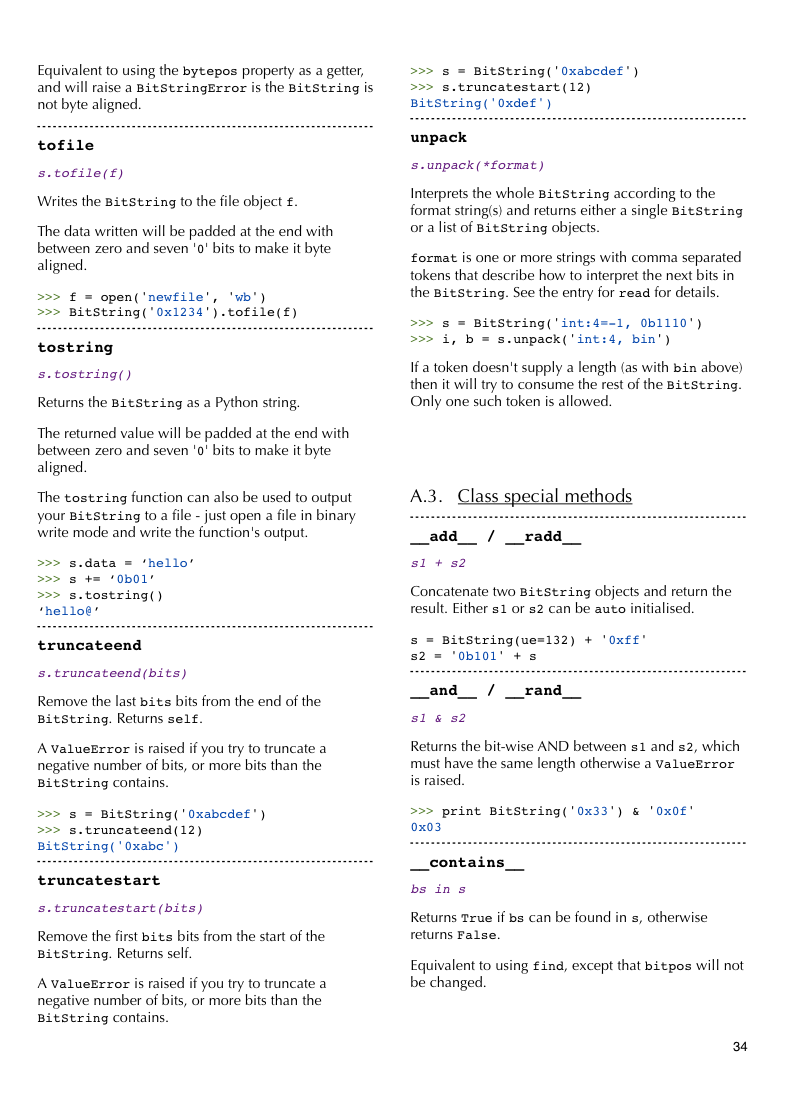 Equivalent to using the bytepos property as a getter,
and will raise a BitStringError is the BitString is
not byte aligned.
tofile
s.tofile(f)
Writes the BitString to the file object f.
The data written will be padded at the end with
between zero and seven '0' bits to make it byte
aligned.
>>> f = open('newfile', 'wb')
>>> BitString('0x1234').tofile(f)
tostring
s.tostring()
Returns the BitString as a Python string.
The returned value will be padded at the end with
between zero and seven '0' bits to make it byte
aligned.
The tostring function can also be used to output
your BitString to a file - just open a file in binary
write mode and write the function's output.
>>> s.data = ‘hello’
>>> s += ‘0b01’
>>> s.tostring()
‘hello@’
truncateend
s.truncateend(bits)
Remove the last bits bits from the end of the
BitString. Returns self.
A ValueError is raised if you try to truncate a
negative number of bits, or more bits than the
BitString contains.
>>> s = BitString('0xabcdef')
>>> s.truncateend(12)
BitString('0xabc')
truncatestart
s.truncatestart(bits)
Remove the first bits bits from the start of the
BitString. Returns self.
A ValueError is raised if you try to truncate a
negative number of bits, or more bits than the
BitString contains.
>>> s = BitString('0xabcdef')
>>> s.truncatestart(12)
BitString('0xdef')
unpack
s.unpack(*format)
Interprets the whole BitString according to the
format string(s) and returns either a single BitString
or a list of BitString objects.
format is one or more strings with comma separated
tokens that describe how to interpret the next bits in
the BitString. See the entry for read for details.
>>> s = BitString('int:4=-1, 0b1110')
>>> i, b = s.unpack('int:4, bin')
If a token doesn't supply a length (as with bin above)
then it will try to consume the rest of the BitString.
Only one such token is allowed.
A.3. Class special methods
__add__ / __radd__
s1 + s2
Concatenate two BitString objects and return the
result. Either s1 or s2 can be auto initialised.
s = BitString(ue=132) + '0xff'
s2 = '0b101' + s
__and__ / __rand__
s1 & s2
Returns the bit-wise AND between s1 and s2, which
must have the same length otherwise a ValueError
is raised.
>>> print BitString('0x33') & '0x0f'
0x03
__contains__
bs in s
Returns True if bs can be found in s, otherwise
returns False.
Equivalent to using find, except that bitpos will not
be changed.
34